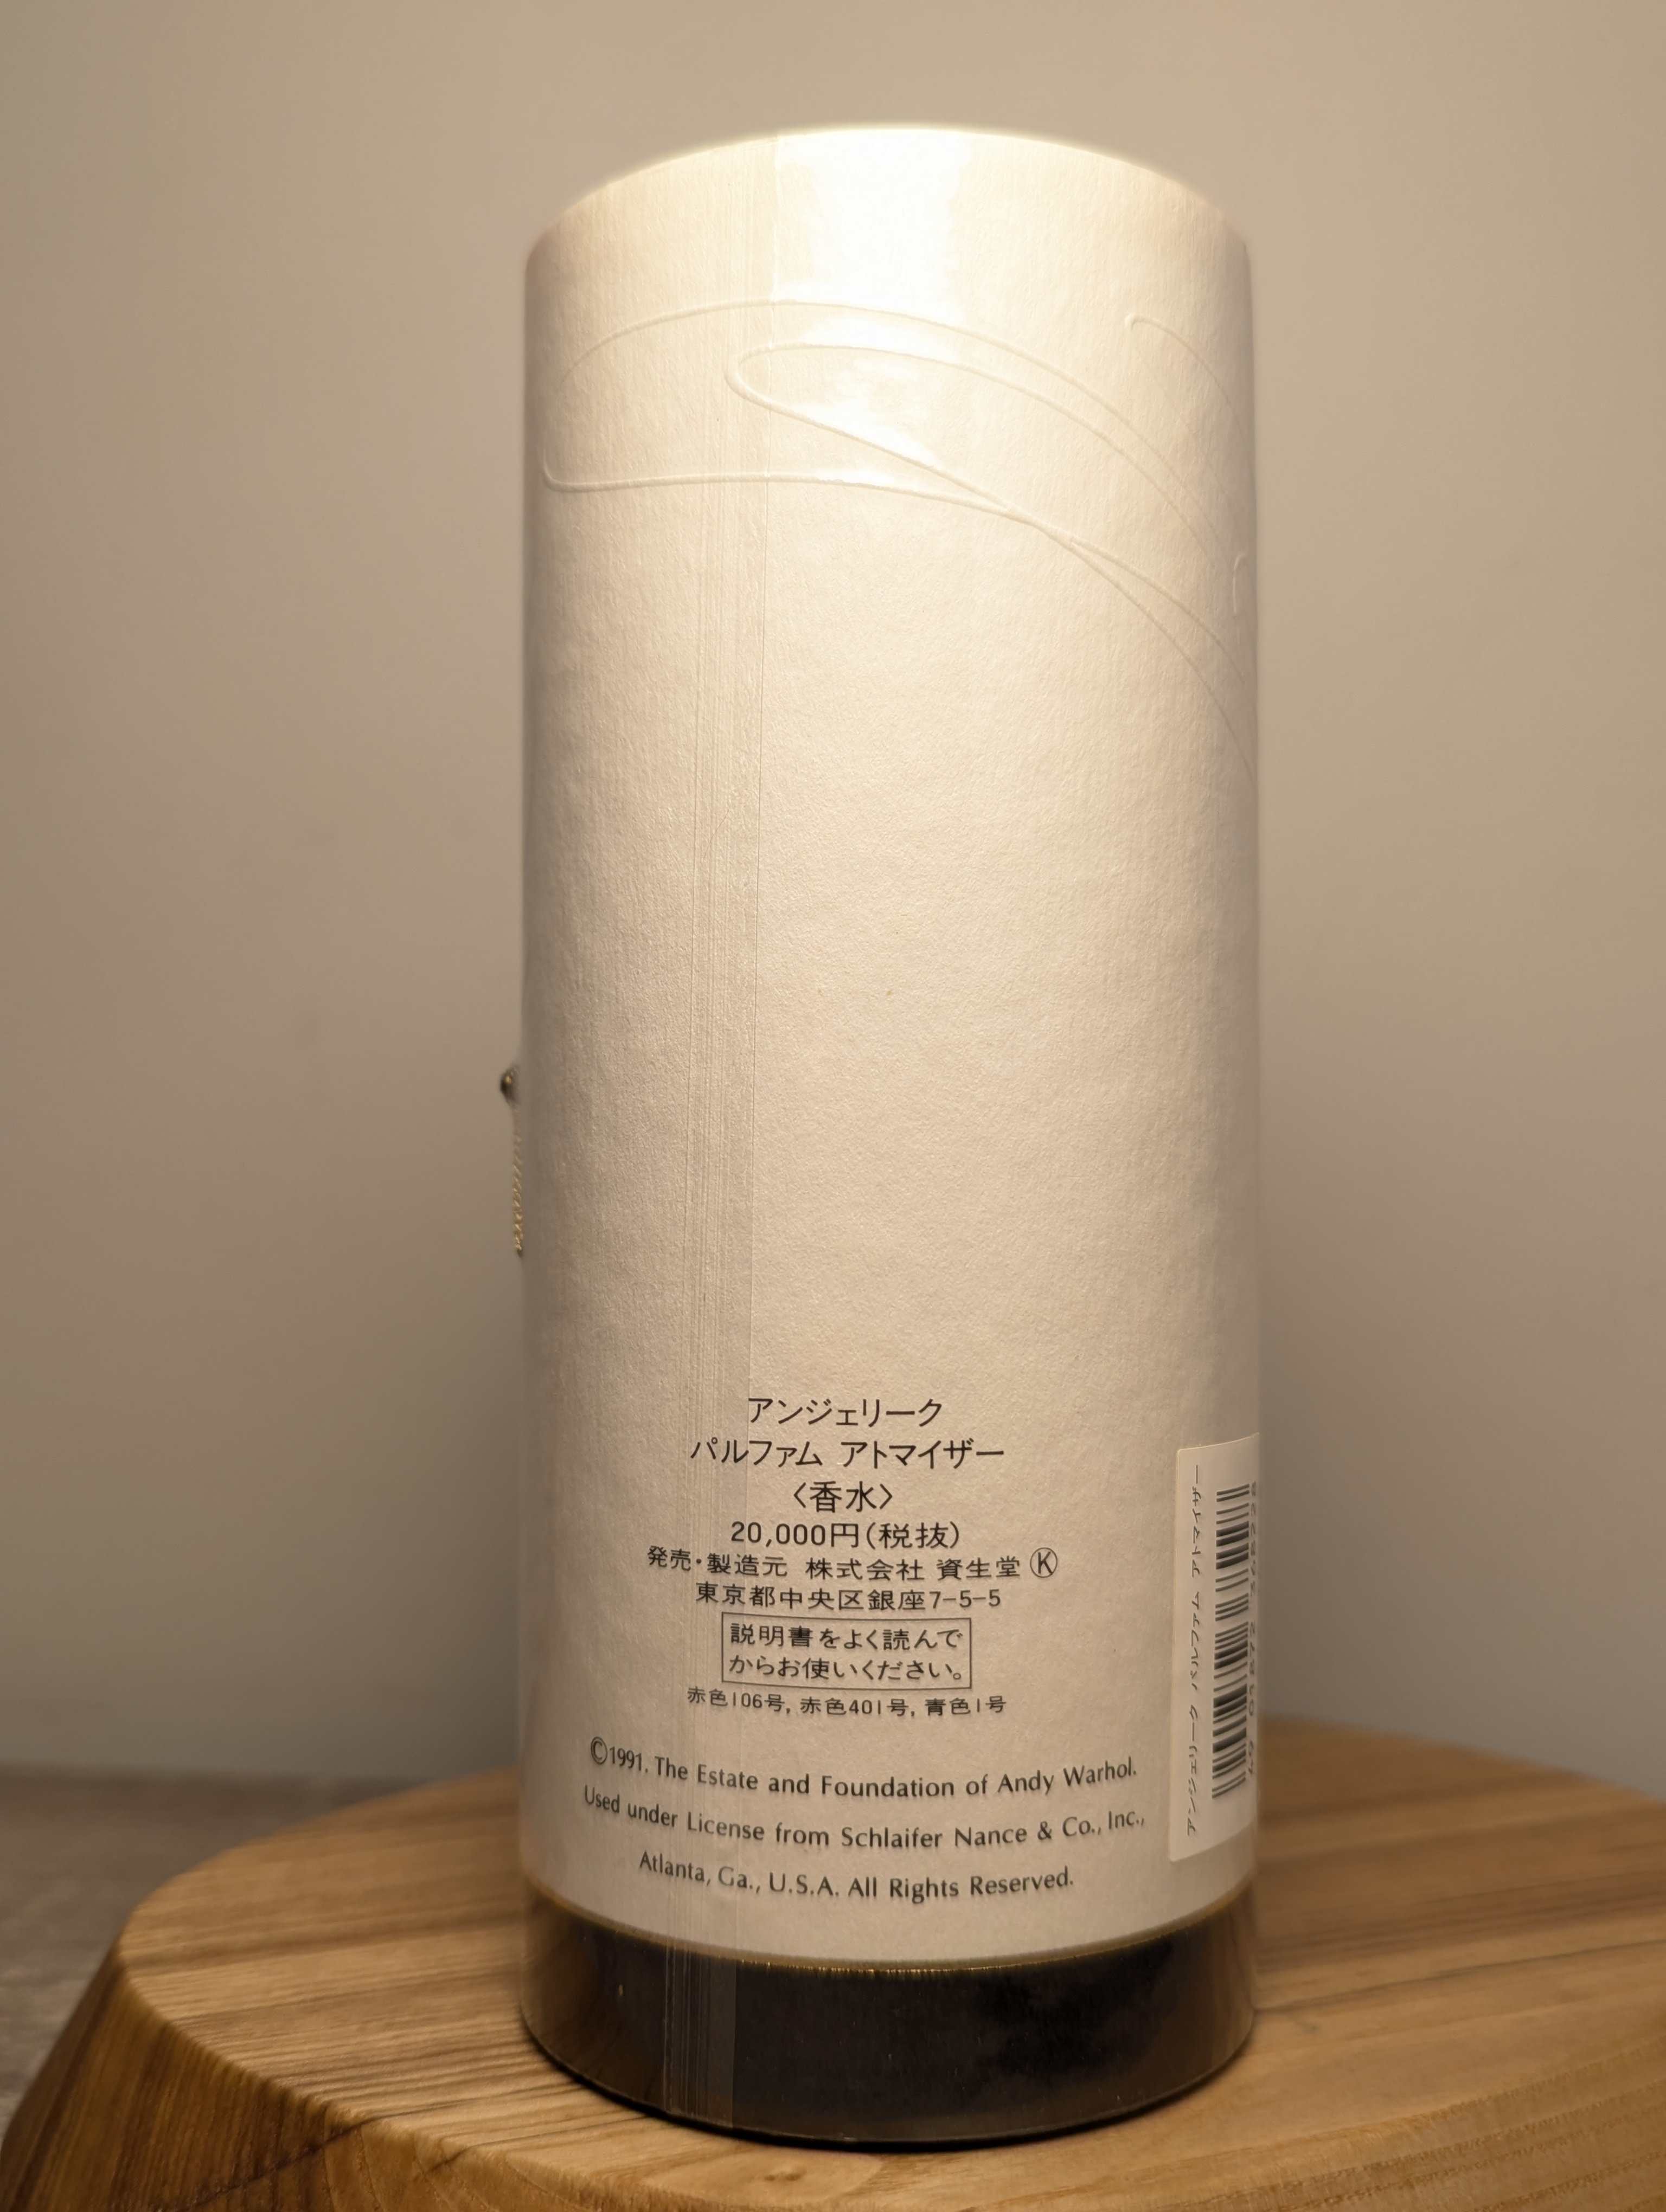 アンジェリーク
パルファム アトマイザー
〈香水〉
20,000円(税抜)
発売・製造元 株式会社 資生堂 Ⓚ
東京都中央区銀座7-5-5
説明書をよく読んで
からお使いください。
赤色106号, 赤色401号, 青色1号
©1991. The Estate and Foundation of Andy Warhol.
Used under License from Schlaifer Nance & Co., Inc.,
Atlanta, Ga., U.S.A. All Rights Reserved.
アンジェリーク パルファム アトマイザー